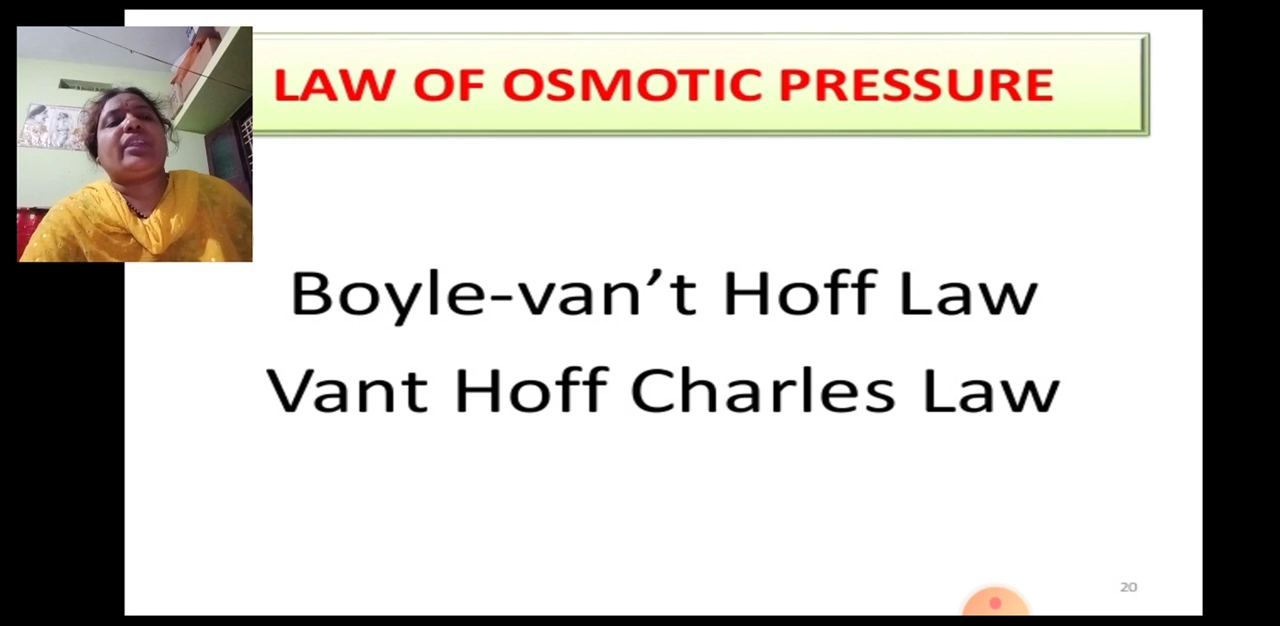 LAW OF OSMOTIC PRESSURE
Boyle-van’t Hoff Law
Vant Hoff Charles Law
20